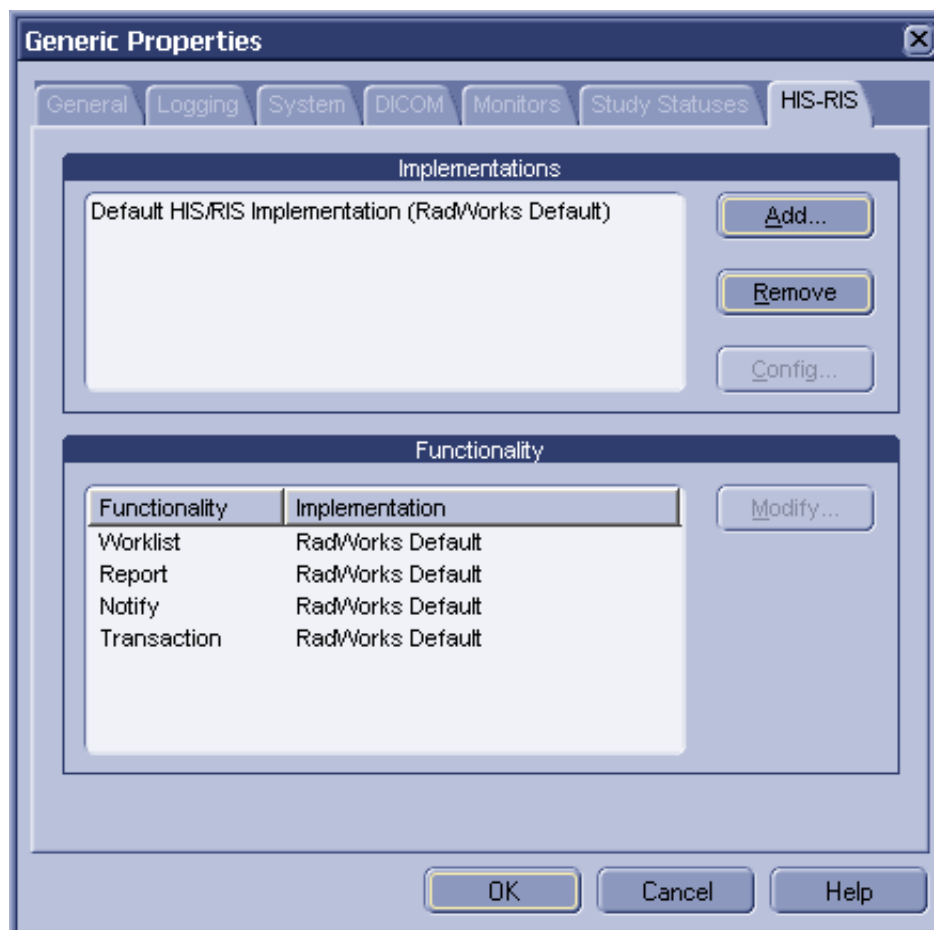 Generic Properties
General Logging System DICOM Monitors Study Statuses HIS-RIS
Implementations
Default HIS/RIS Implementation (RadWorks Default)
Add...
Remove
Config...
Functionality
Functionality Implementation
Modify...
Worklist RadWorks Default
Report RadWorks Default
Notify RadWorks Default
Transaction RadWorks Default
OK Cancel Help